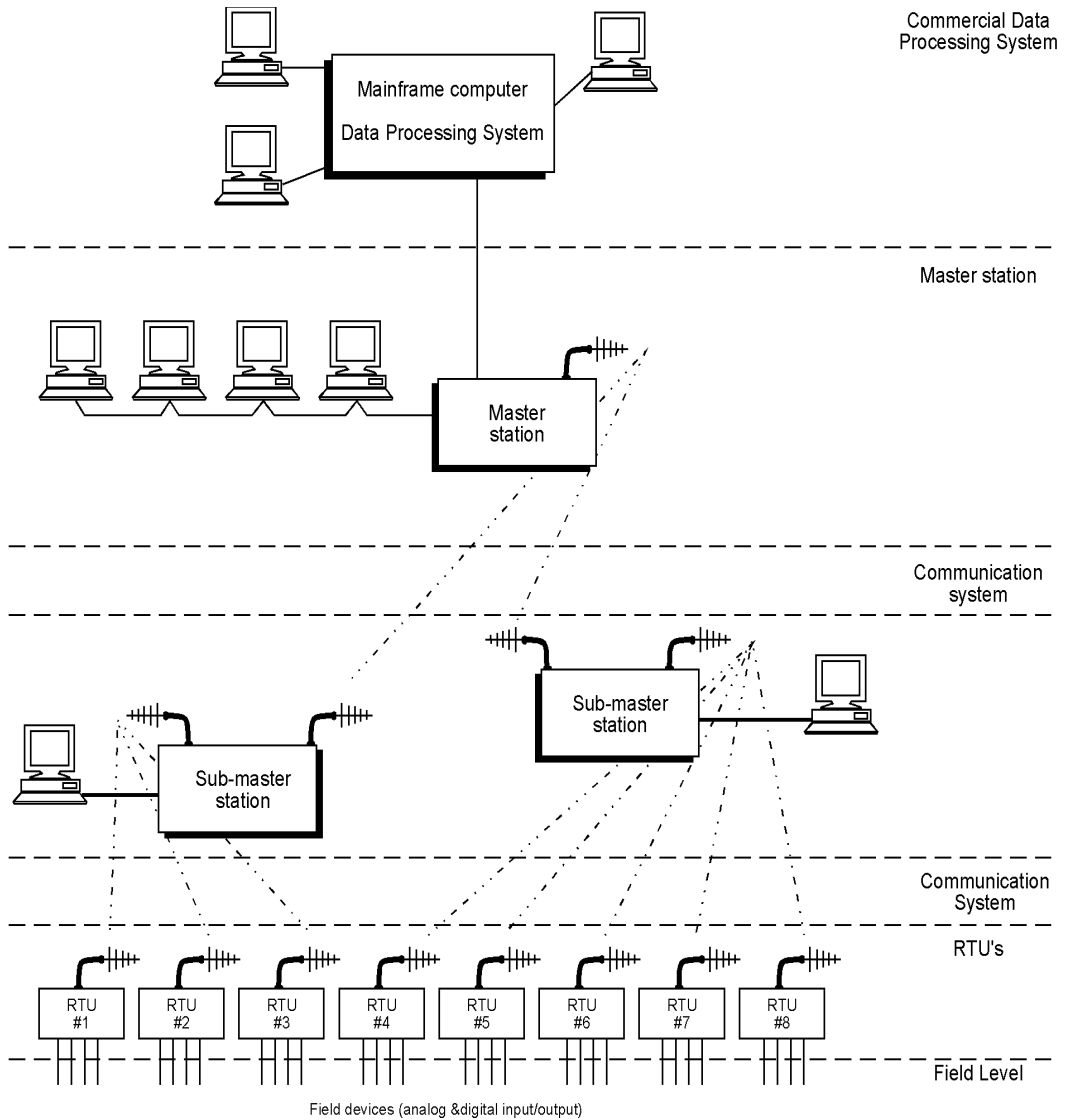 Commercial Data
Processing System
Mainframe computer
Data Processing System
Master station
Master
station
Communication
system
Sub-master
station
Sub-master
station
Communication
System
RTU's
RTU
#1
RTU
#2
RTU
#3
RTU
#4
RTU
#5
RTU
#6
RTU
#7
RTU
#8
Field Level
Field devices (analog &digital input/output)